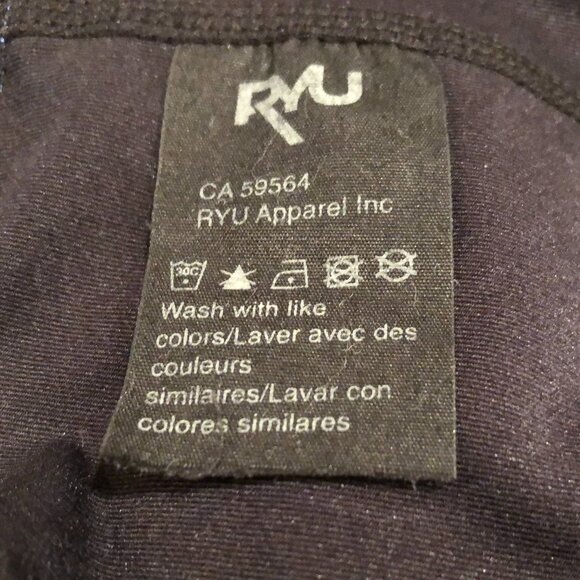 RYU
CA 59564
RYU Apparel Inc
30C
Wash with like
colors/Laver avec des
couleurs
similaires/Lavar con
colores similares